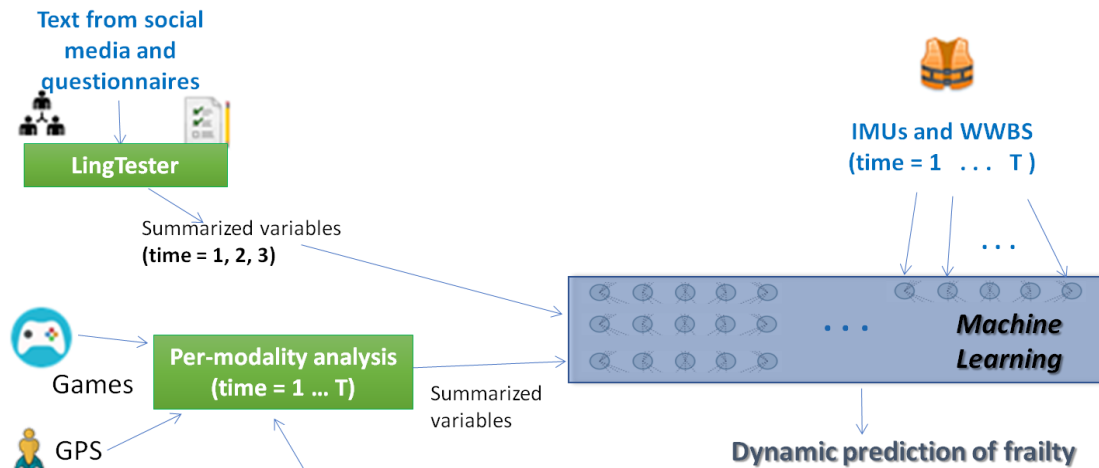 Text from social
media and
questionnaires
LingTester
Summarized variables
(time = 1, 2, 3)
IMUs and WWBS
(time = 1 . . . T )
. . .
Games
GPS
Per-modality analysis
(time = 1 … T)
Summarized
variables
. . .
Machine
Learning
Dynamic prediction of frailty